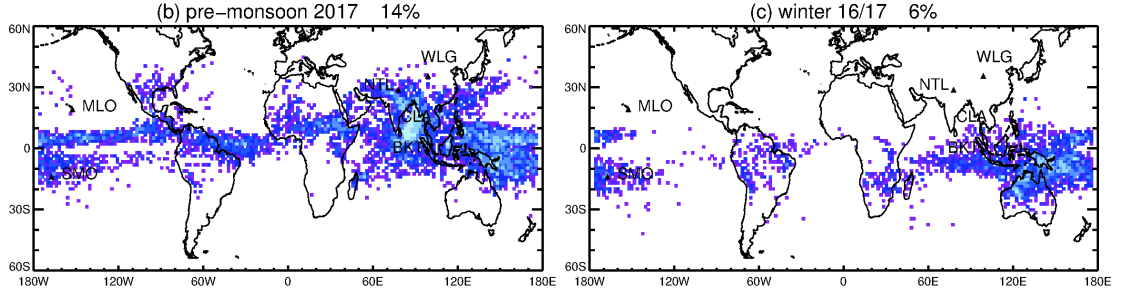 (b) pre-monsoon 2017 14%
60N
30N
0
30S
60S
WLG
NTL
MLO
CLA
BKT
SMO
180W 120W 60W 0 60E 120E 180E
(c) winter 16/17 6%
60N
30N
0
30S
60S
WLG
NTL
MLO
CLA
BKT
SMO
180W 120W 60W 0 60E 120E 180E